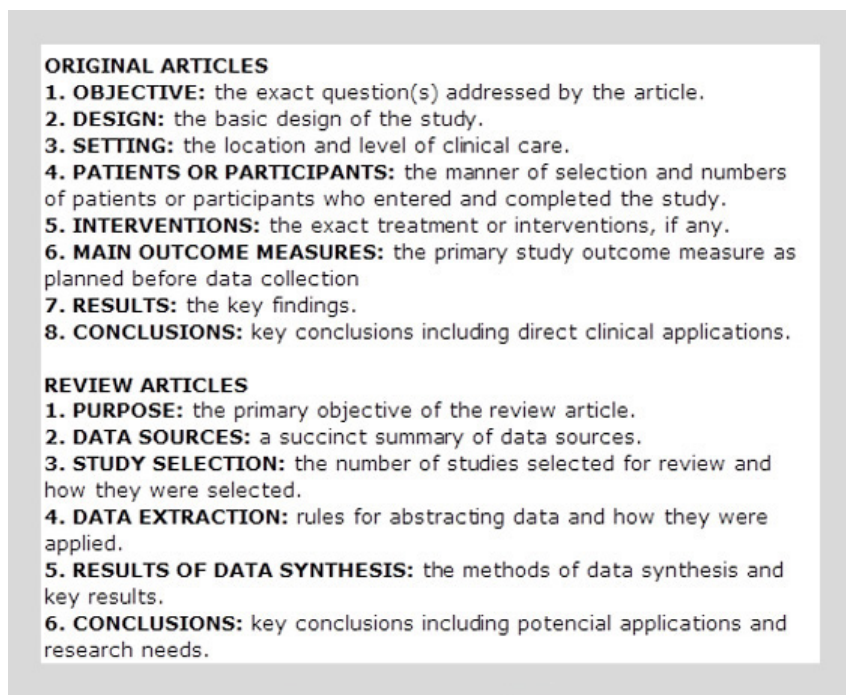 ORIGINAL ARTICLES
1. OBJECTIVE: the exact question(s) addressed by the article.
2. DESIGN: the basic design of the study.
3. SETTING: the location and level of clinical care.
4. PATIENTS OR PARTICIPANTS: the manner of selection and numbers
of patients or participants who entered and completed the study.
5. INTERVENTIONS: the exact treatment or interventions, if any.
6. MAIN OUTCOME MEASURES: the primary study outcome measure as
planned before data collection
7. RESULTS: the key findings.
8. CONCLUSIONS: key conclusions including direct clinical applications.
REVIEW ARTICLES
1. PURPOSE: the primary objective of the review article.
2. DATA SOURCES: a succinct summary of data sources.
3. STUDY SELECTION: the number of studies selected for review and
how they were selected.
4. DATA EXTRACTION: rules for abstracting data and how they were
applied.
5. RESULTS OF DATA SYNTHESIS: the methods of data synthesis and
key results.
6. CONCLUSIONS: key conclusions including potencial applications and
research needs.